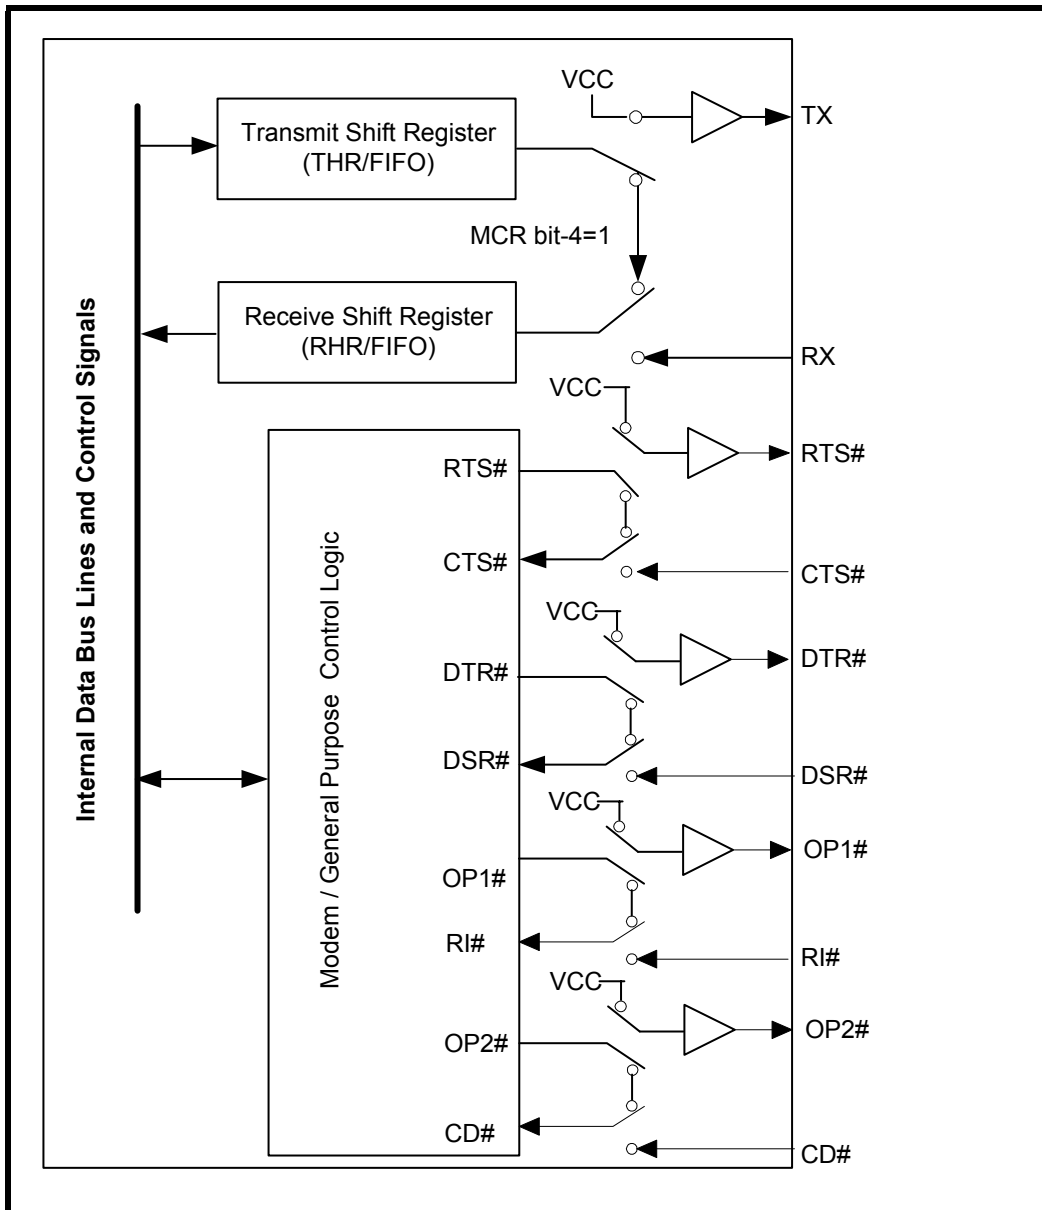 VCC
TX
Transmit Shift Register
(THR/FIFO)
MCR bit-4=1
Receive Shift Register
(RHR/FIFO)
RX
VCC
RTS#
RTS#
CTS#
CTS#
VCC
DTR#
DTR#
DSR#
DSR#
VCC
OP1#
OP1#
RI#
RI#
VCC
OP2#
OP2#
CD#
CD#
Internal Data Bus Lines and Control Signals
Modem / General Purpose Control Logic